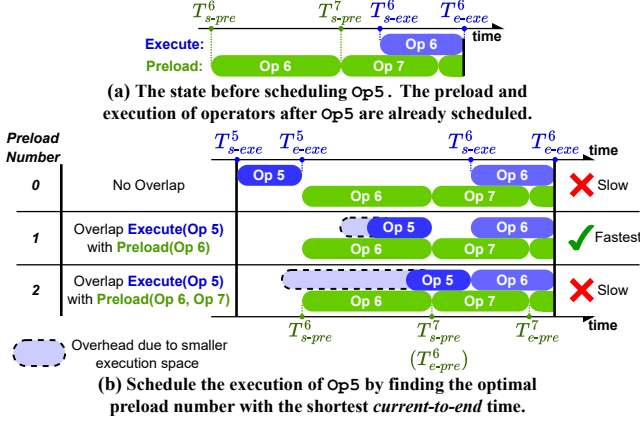 T^6_{s-pre} T^7_{s-pre} T^6_{s-exe} T^6_{e-exe}
time
Execute: Op 6
Preload: Op 6 Op 7
(a) The state before scheduling Op5. The preload and
execution of operators after Op5 are already scheduled.
Preload
Number
T^5_{s-exe} T^5_{e-exe} T^6_{s-exe} T^6_{e-exe}
time
0 No Overlap
Op 5 Op 6
Op 6 Op 7
Slow
1 Overlap Execute(Op 5)
with Preload(Op 6)
Op 5 Op 6
Op 6 Op 7
Fastest
2 Overlap Execute(Op 5)
with Preload(Op 6, Op 7)
Op 5 Op 6
Op 6 Op 7
Slow
T^6_{s-pre} T^7_{s-pre} T^7_{e-pre}
time
(T^6_{e-pre})
Overhead due to smaller
execution space
(b) Schedule the execution of Op5 by finding the optimal
preload number with the shortest current-to-end time.